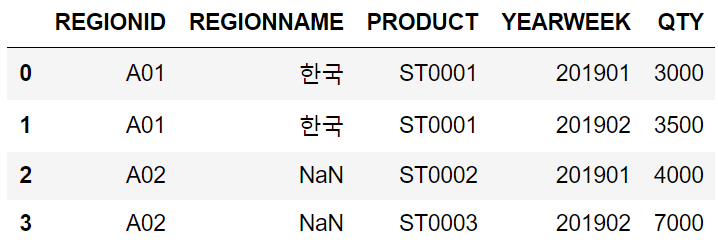 REGIONID REGIONNAME PRODUCT YEARWEEK QTY
0 A01 한국 ST0001 201901 3000
1 A01 한국 ST0001 201902 3500
2 A02 NaN ST0002 201901 4000
3 A02 NaN ST0003 201902 7000